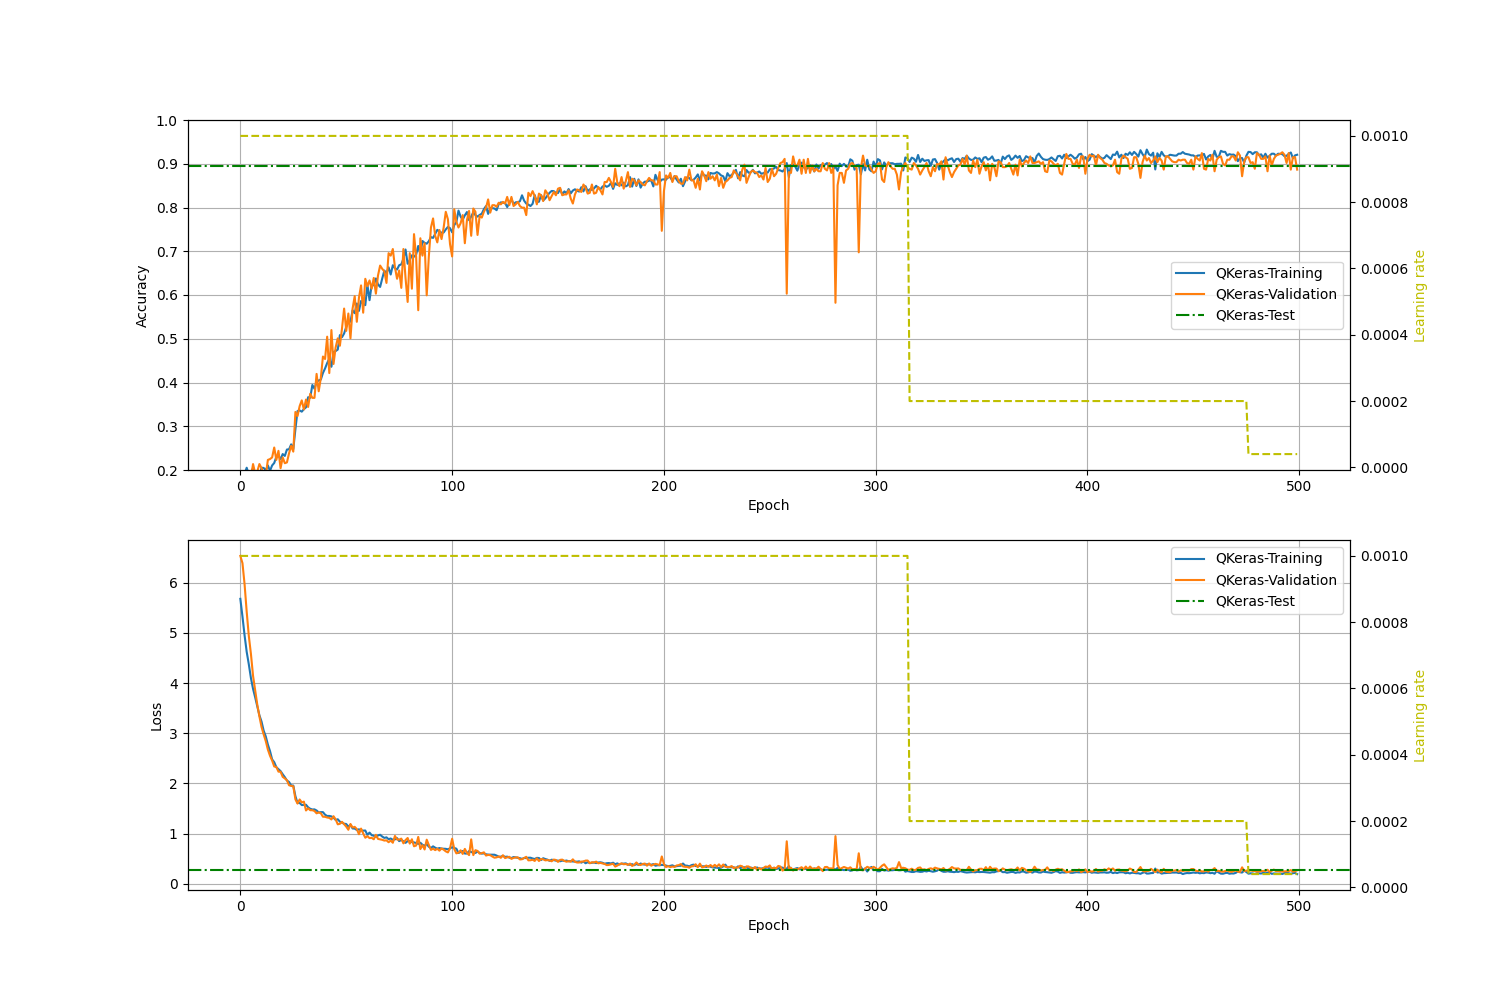 1.0
0.9
0.8
0.7
0.6
0.5
0.4
0.3
0.2
Accuracy
0 100 200 300 400 500
Epoch
QKeras-Training
QKeras-Validation
QKeras-Test
0.0010
0.0008
0.0006
0.0004
0.0002
0.0000
Learning rate
6
5
4
3
2
1
0
Loss
0 100 200 300 400 500
Epoch
QKeras-Training
QKeras-Validation
QKeras-Test
0.0010
0.0008
0.0006
0.0004
0.0002
0.0000
Learning rate